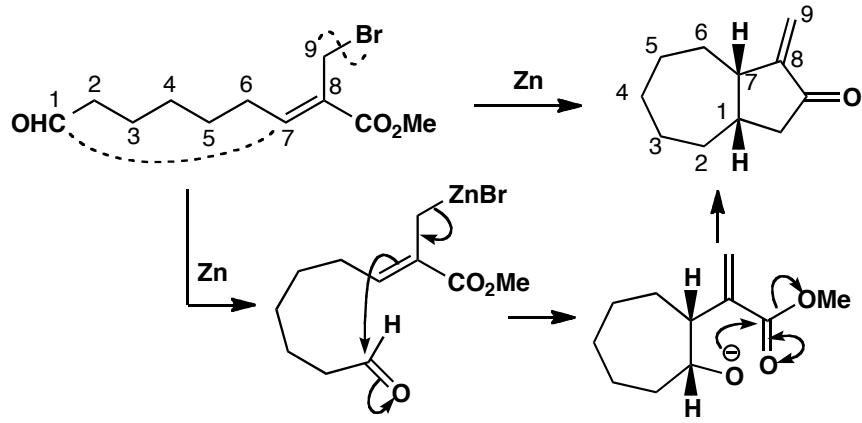 9 Br
1 2 4 6 8 Zn
OHC 3 5 7 CO2Me
6 H 9
5 8
4 7 O
1
3 2 H
Zn
ZnBr
CO2Me
H
O
H OMe
⊖
O O
H